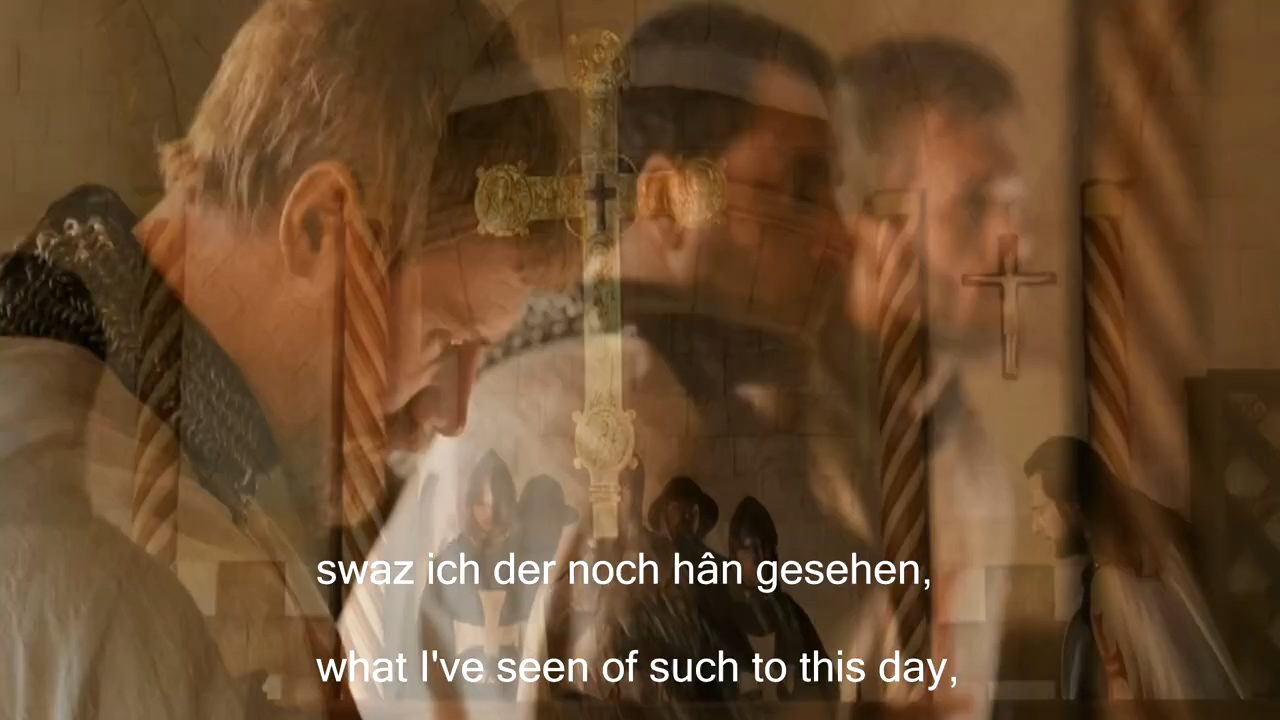 swaz ich der noch hân gesehen,
what I've seen of such to this day,